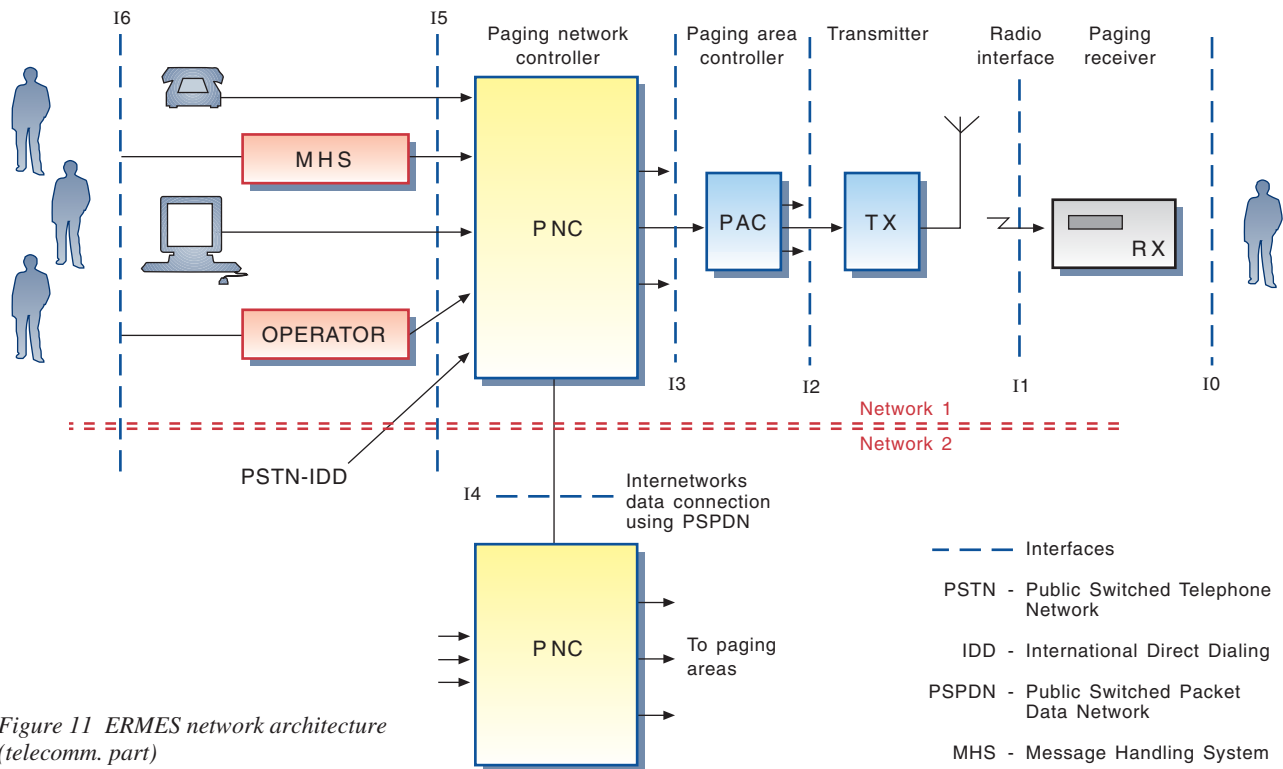 I6
I5
Paging network
controller
Paging area
controller
Transmitter
Radio
interface
Paging
receiver
MHS
PNC
PAC
TX
RX
OPERATOR
I3
I2
I1
I0
Network 1
Network 2
PSTN-IDD
I4
Internetworks
data connection
using PSPDN
PNC
To paging
areas
Interfaces
PSTN - Public Switched Telephone
Network
IDD - International Direct Dialing
PSPDN - Public Switched Packet
Data Network
MHS - Message Handling System
Figure 11 ERMES network architecture
(telecomm. part)